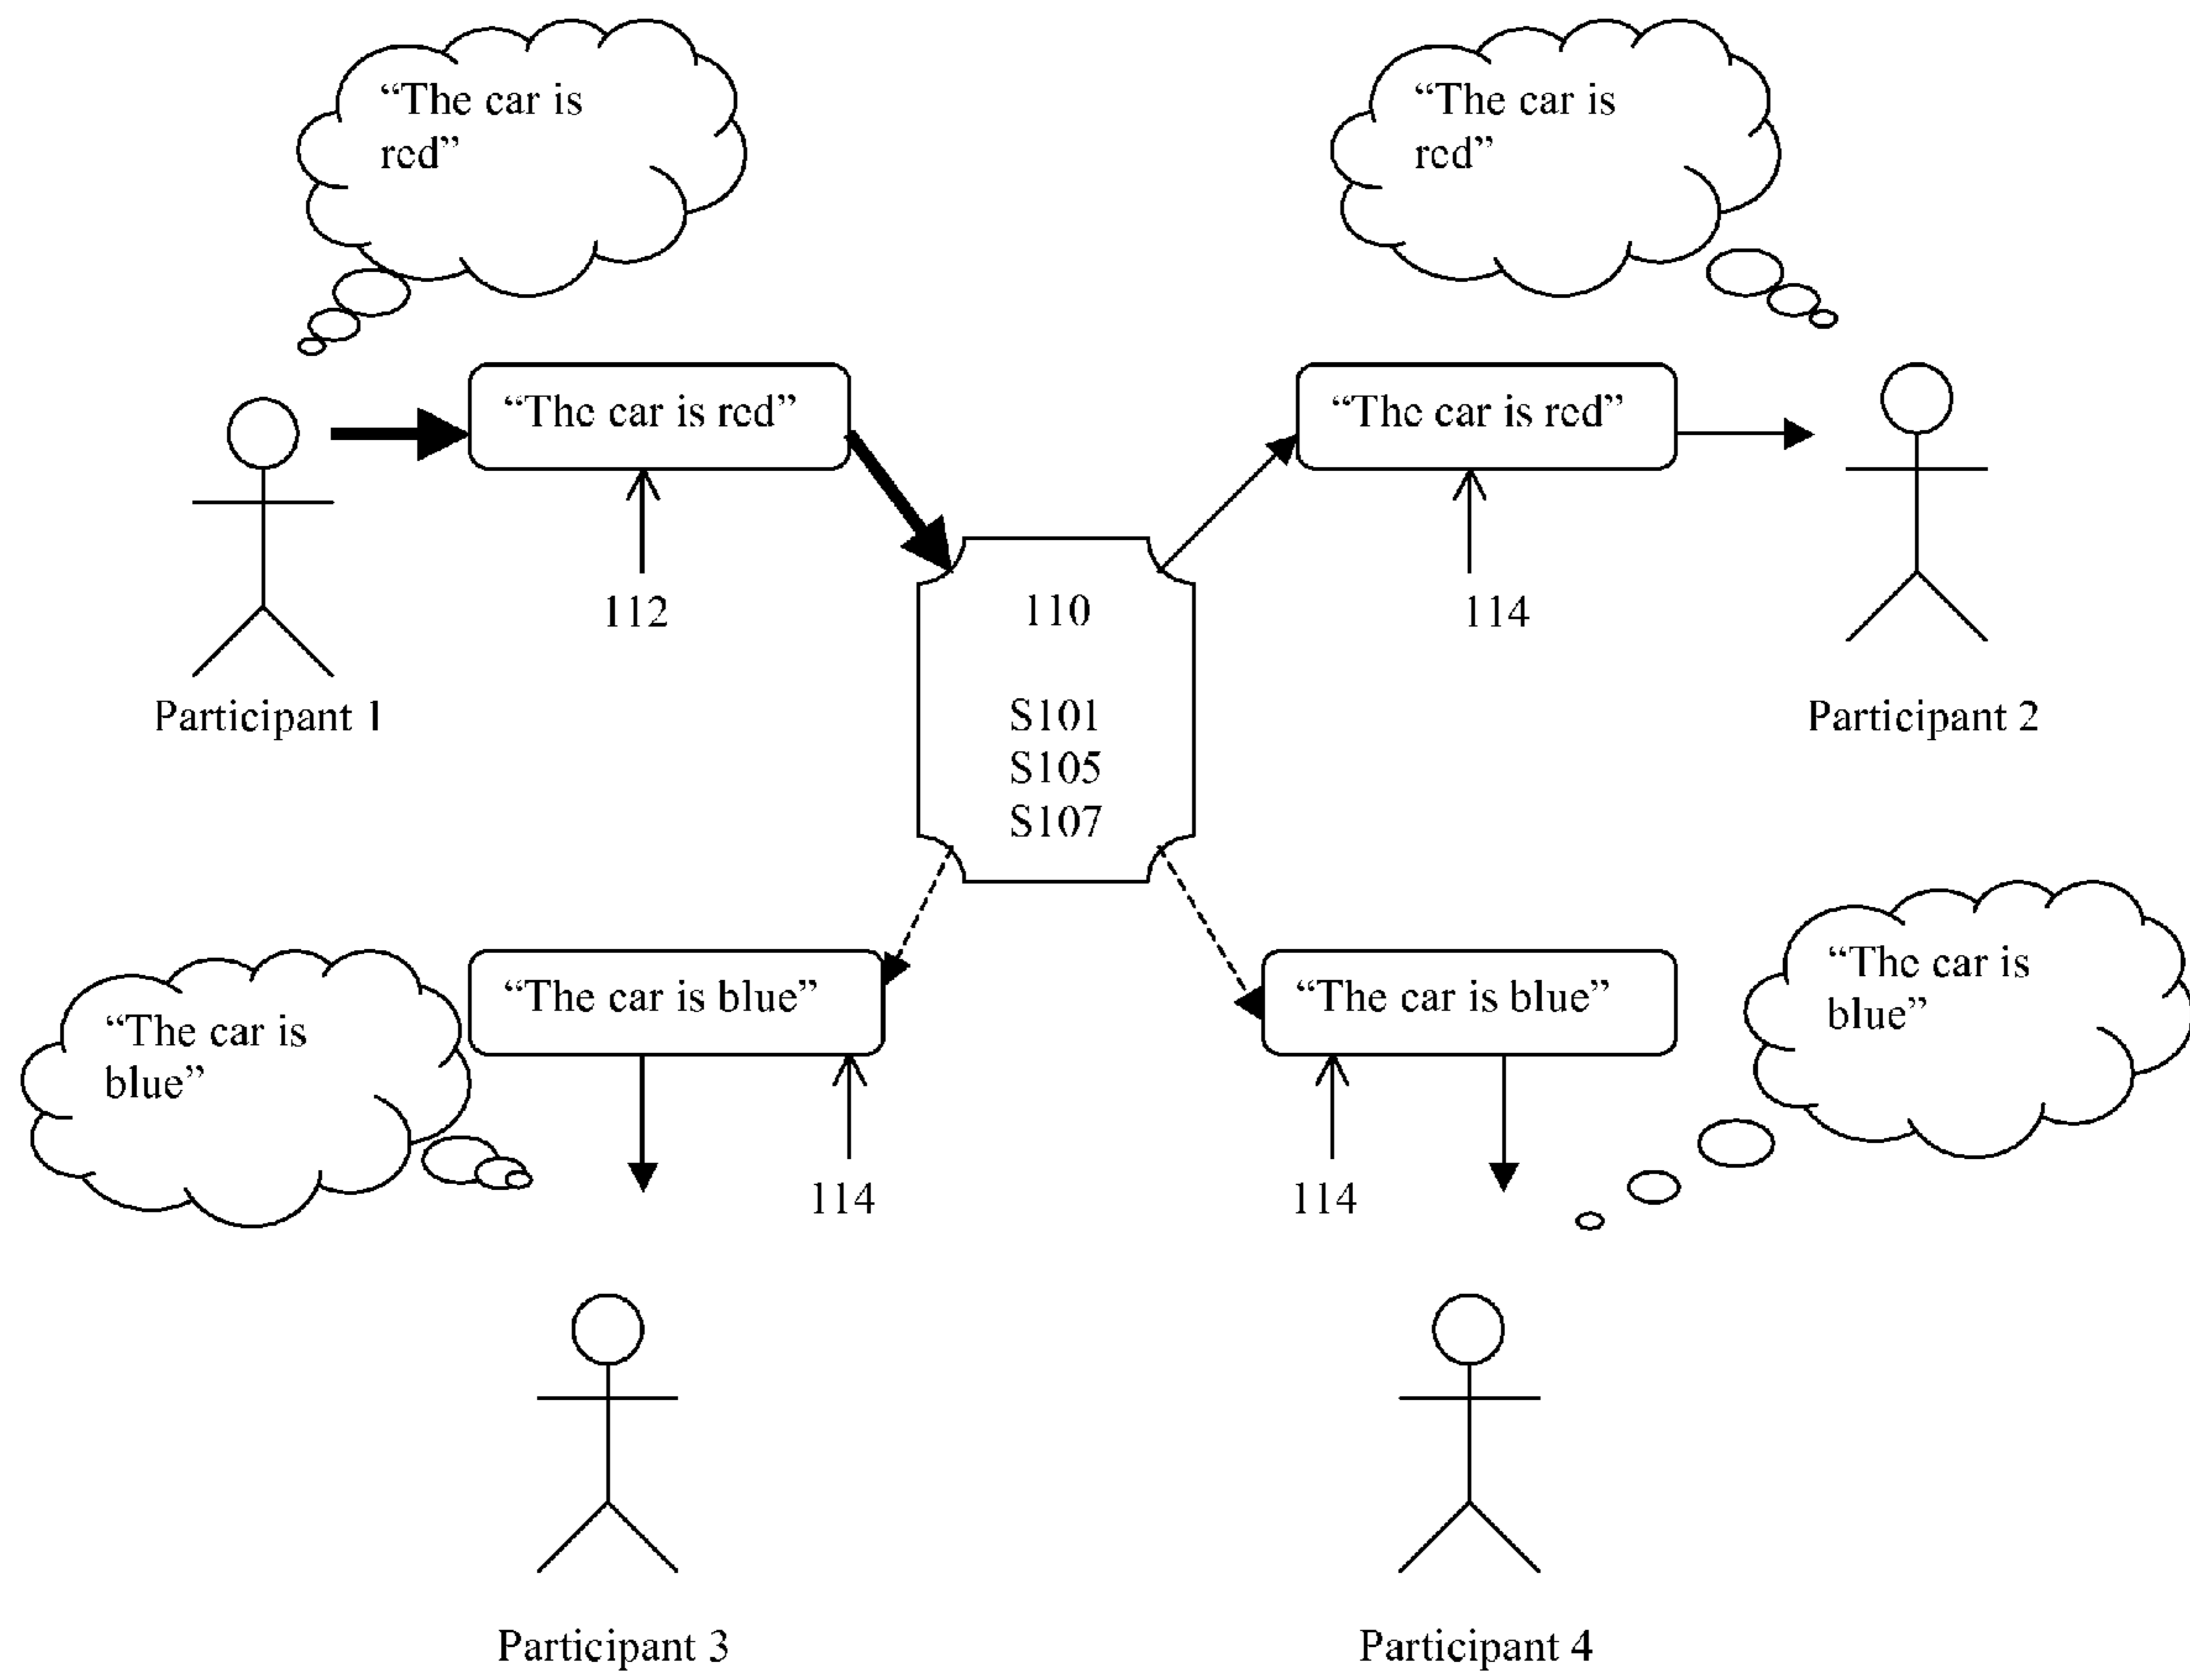 “The car is
red”
“The car is
red”
“The car is red”
“The car is red”
112
110
114
S101
S105
S107
Participant 1
Participant 2
“The car is
blue”
“The car is blue”
“The car is blue”
“The car is
blue”
114
114
Participant 3
Participant 4